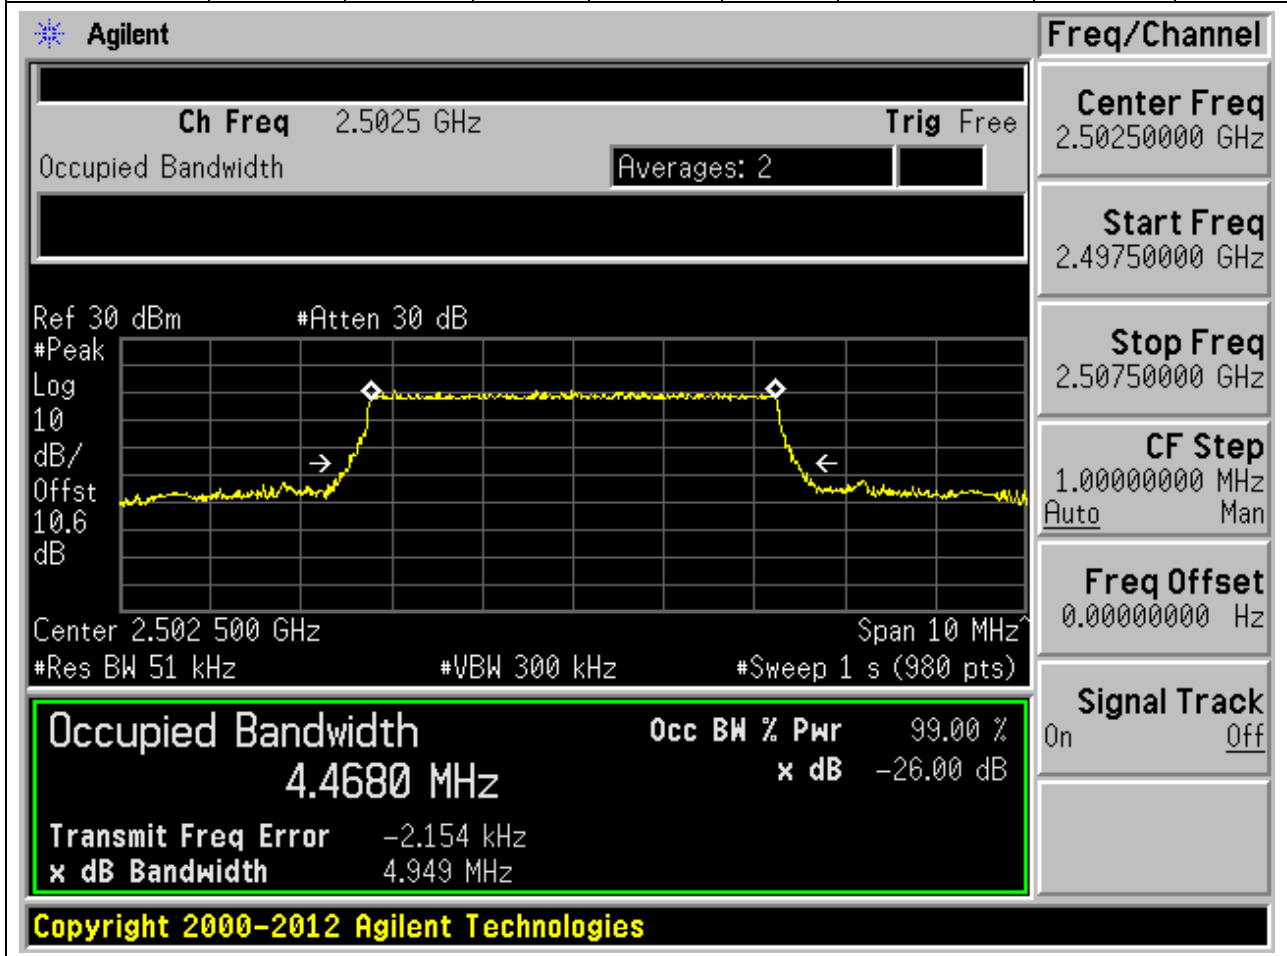 Agilent
Freq/Channel
Ch Freq 2.5025 GHz Trig Free
Occupied Bandwidth Averages: 2
Center Freq
2.50250000 GHz
Start Freq
2.49750000 GHz
Stop Freq
2.50750000 GHz
CF Step
1.00000000 MHz
Auto Man
Freq Offset
0.00000000 Hz
Signal Track
On Off
Ref 30 dBm #Atten 30 dB
#Peak
Log
10
dB/
Offst
10.6
dB
Center 2.502 500 GHz Span 10 MHz^
#Res BW 51 kHz #VBW 300 kHz #Sweep 1 s (980 pts)
Occupied Bandwidth Occ BW % Pwr 99.00 %
4.4680 MHz x dB -26.00 dB
Transmit Freq Error -2.154 kHz
x dB Bandwidth 4.949 MHz
Copyright 2000-2012 Agilent Technologies